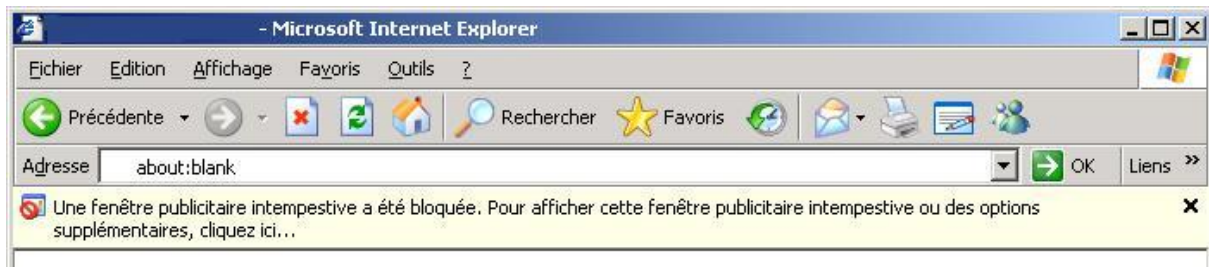 - Microsoft Internet Explorer
Fichier Edition Affichage Favoris Outils ?
Précédente Rechercher Favoris
Adresse about:blank OK Liens »
Une fenêtre publicitaire intempestive a été bloquée. Pour afficher cette fenêtre publicitaire intempestive ou des options
supplémentaires, cliquez ici...